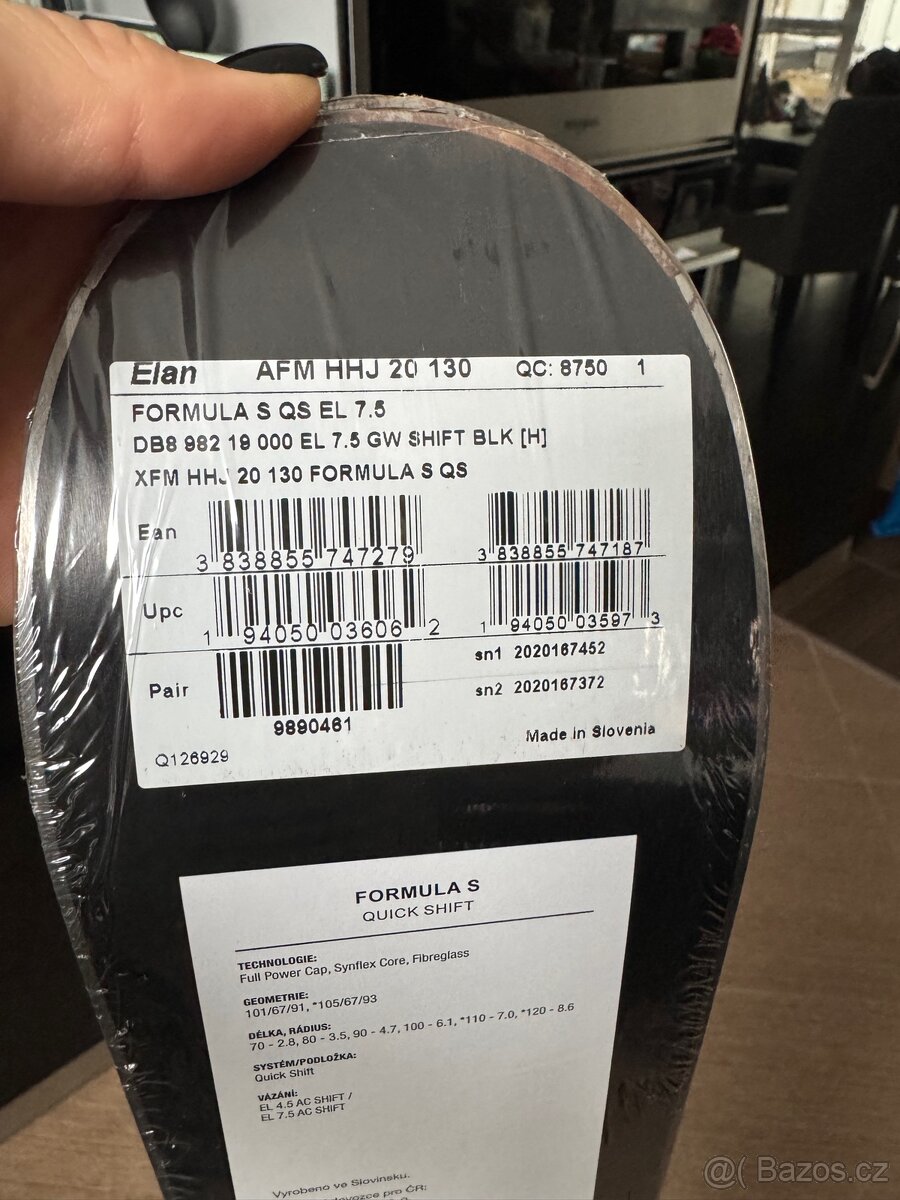 Elan AFM HHJ 20 130 QC: 8750 1
FORMULA S QS EL 7.5
DB8 982 19 000 EL 7.5 GW SHIFT BLK [H]
XFM HHJ 20 130 FORMULA S QS
Ean
3 838855 747279 3 838855 747187
Upc
1 94050 03606 2 1 94050 03597 3
sn1 2020167452
Pair
sn2 2020167372
9890461
Made in Slovenia
Q126929
FORMULA S
QUICK SHIFT
TECHNOLOGIE:
Full Power Cap, Synflex Core, Fibreglass
GEOMETRIE:
101/67/91, *105/67/93
DÉLKA, RÁDIUS:
70 - 2.8, 80 - 3.5, 90 - 4.7, 100 - 6.1, *110 - 7.0, *120 - 8.6
SYSTÉM/PODLOŽKA:
Quick Shift
VÁZÁNÍ:
EL 4.5 AC SHIFT /
EL 7.5 AC SHIFT
Vyrobeno ve Slovinsku.
pro ČR:
@( Bazos.cz